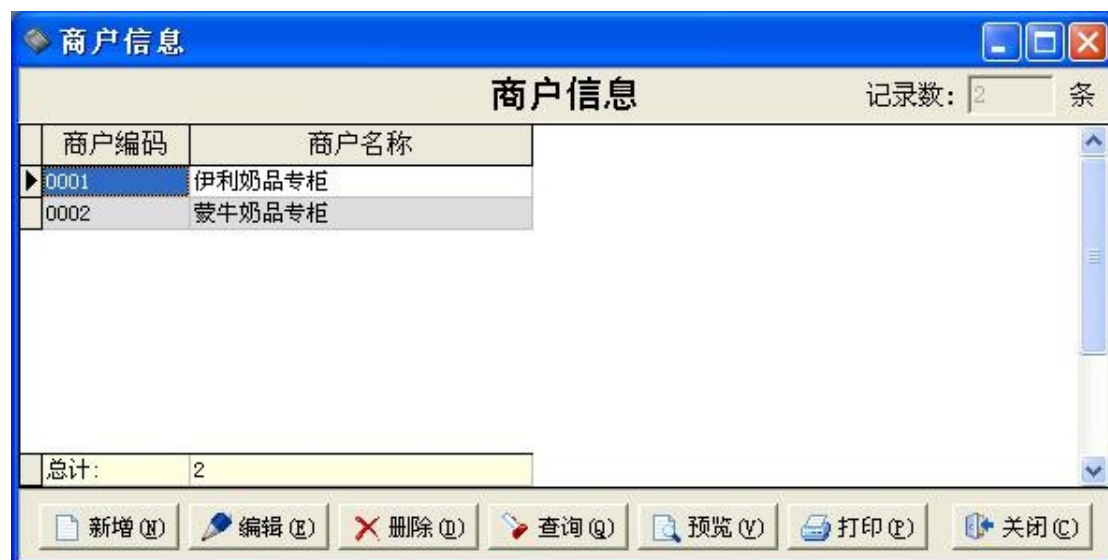 商户信息
商户信息 记录数: 2 条
商户编码 商户名称
0001 伊利奶品专柜
0002 蒙牛奶品专柜
总计: 2
新增(N) 编辑(E) 删除(D) 查询(Q) 预览(V) 打印(P) 关闭(C)